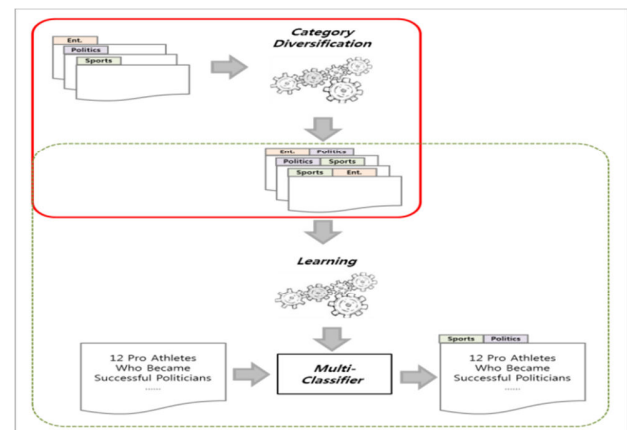 Category
Diversification
Ent.
Politics
Sports
Ent. Politics
Politics Sports
Sports Ent.
Learning
Sports Politics
12 Pro Athletes
Who Became
Successful Politicians
......
Multi-
Classifier
12 Pro Athletes
Who Became
Successful Politicians
......